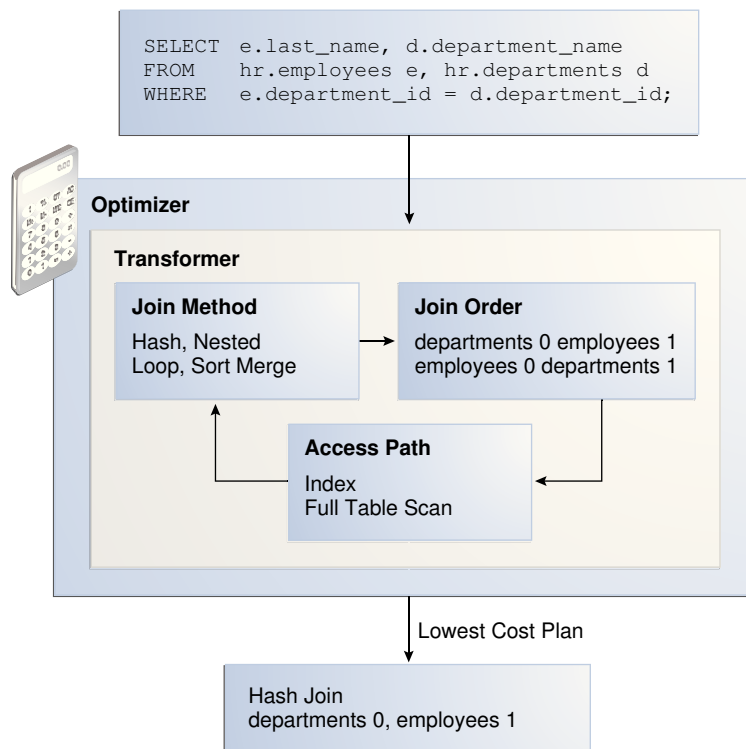 SELECT e.last_name, d.department_name
FROM hr.employees e, hr.departments d
WHERE e.department_id = d.department_id;
0.00
Optimizer
Transformer
Join Method
Hash, Nested
Loop, Sort Merge
Join Order
departments 0 employees 1
employees 0 departments 1
Access Path
Index
Full Table Scan
Lowest Cost Plan
Hash Join
departments 0, employees 1